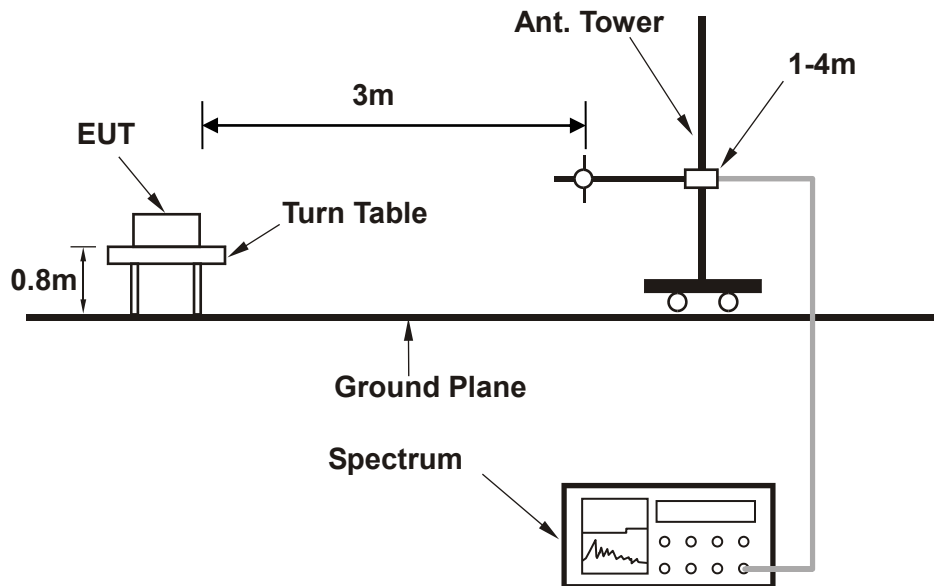 Ant. Tower
1-4m
3m
EUT
Turn Table
0.8m
Ground Plane
Spectrum